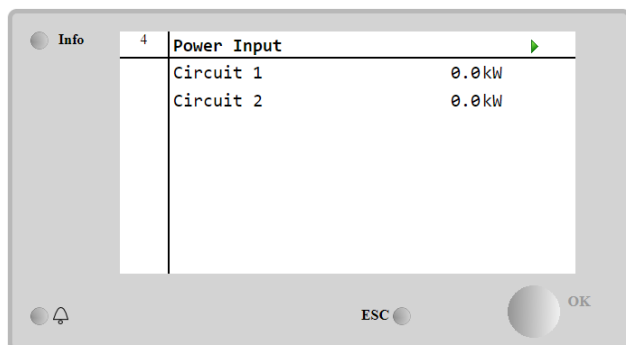 Info
4
Power Input
Circuit 1 0.0kW
Circuit 2 0.0kW
ESC
OK